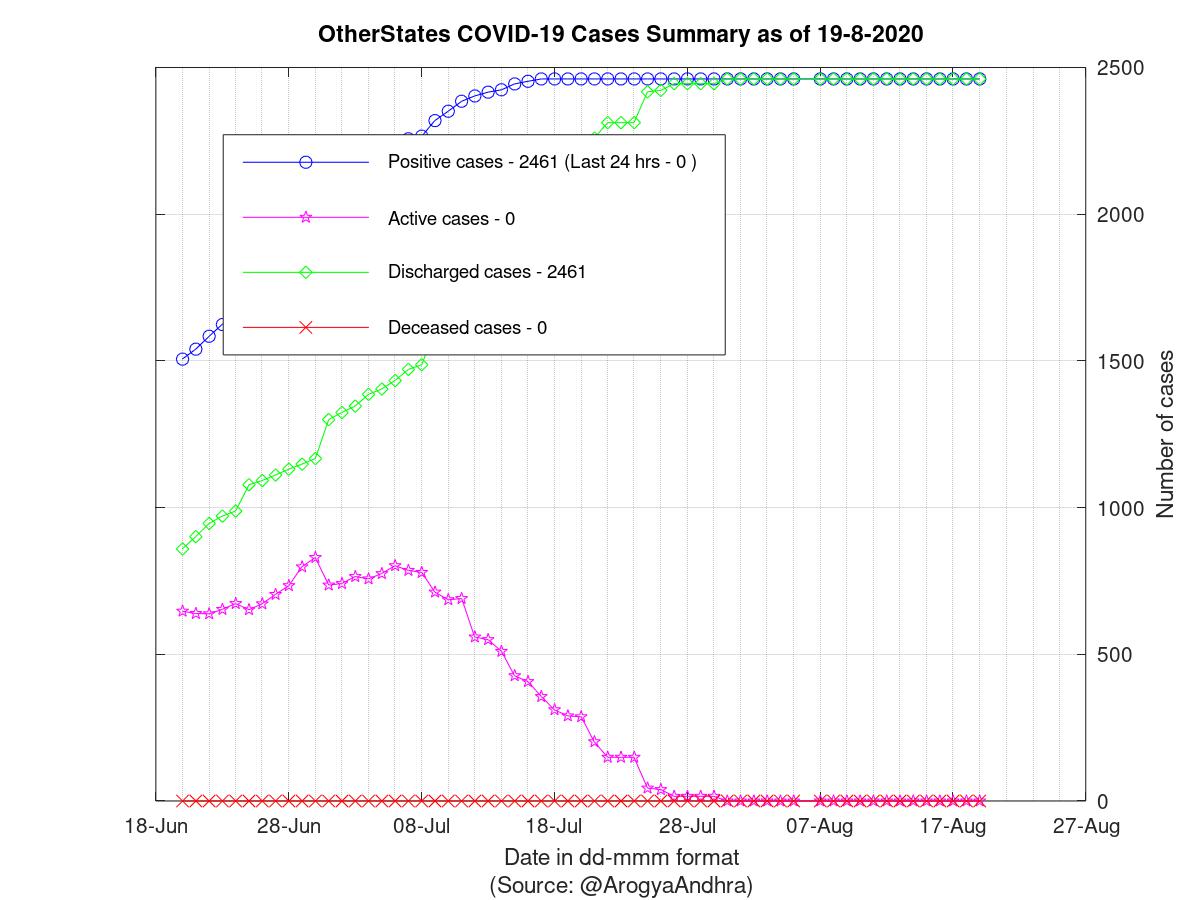 OtherStates COVID-19 Cases Summary as of 19-8-2020
Positive cases - 2461 (Last 24 hrs - 0 )
Active cases - 0
Discharged cases - 2461
Deceased cases - 0
2500
2000
1500
1000
500
0
Number of cases
18-Jun 28-Jun 08-Jul 18-Jul 28-Jul 07-Aug 17-Aug 27-Aug
Date in dd-mmm format
(Source: @ArogyaAndhra)